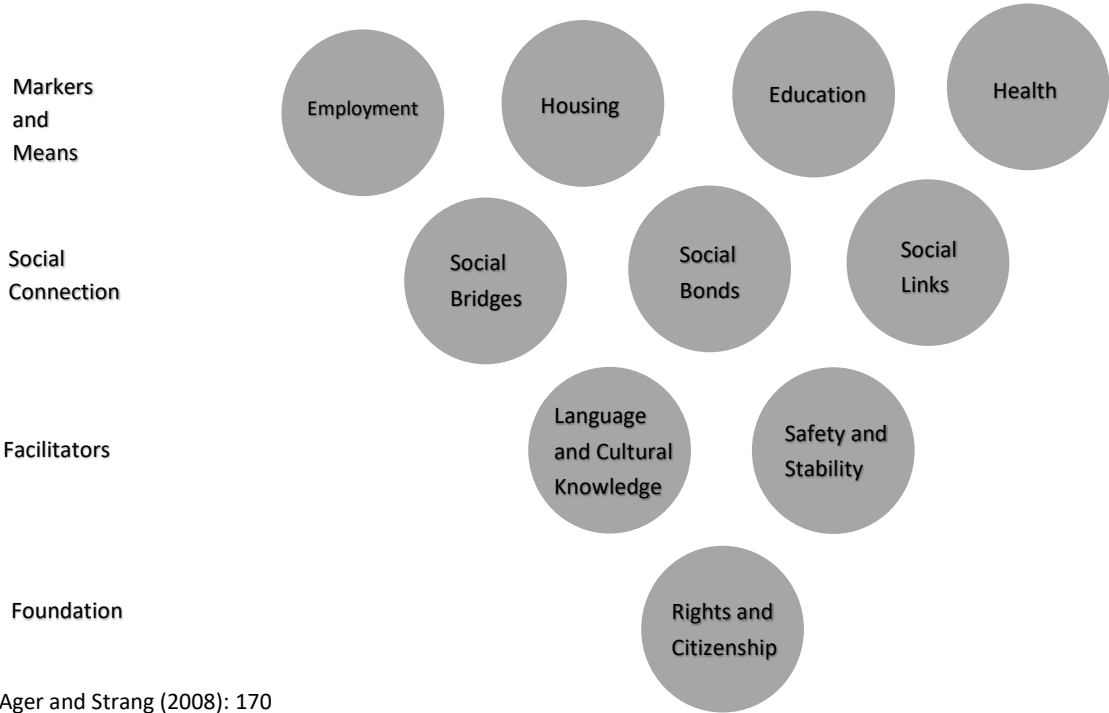 Markers
and
Means
Employment
Housing
Education
Health
Social
Connection
Social
Bridges
Social
Bonds
Social
Links
Facilitators
Language
and Cultural
Knowledge
Safety and
Stability
Foundation
Rights and
Citizenship
Ager and Strang (2008): 170